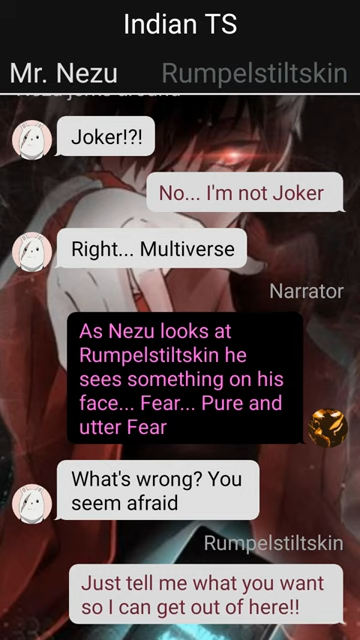 Indian TS
Mr. Nezu
Rumpelstiltskin
Joker!?!
No... I'm not Joker
Right... Multiverse
Narrator
As Nezu looks at
Rumpelstiltskin he
sees something on his
face... Fear... Pure and
utter Fear
What's wrong? You
seem afraid
Rumpelstiltskin
Just tell me what you want
so I can get out of here!!